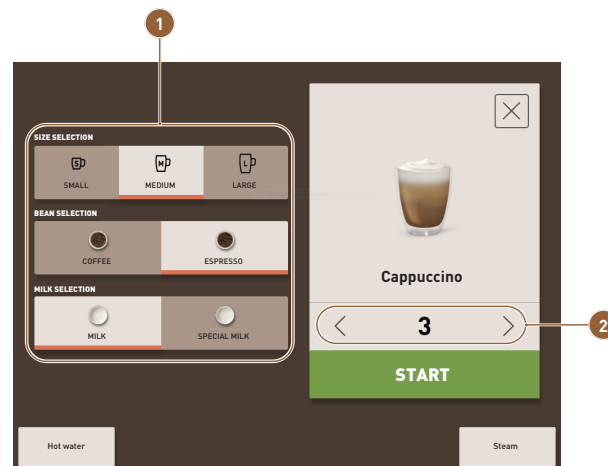 1
SIZE SELECTION
S M L
SMALL MEDIUM LARGE
BEAN SELECTION
COFFEE ESPRESSO
MILK SELECTION
MILK SPECIAL MILK
Cappuccino
3
2
START
Hot water Steam